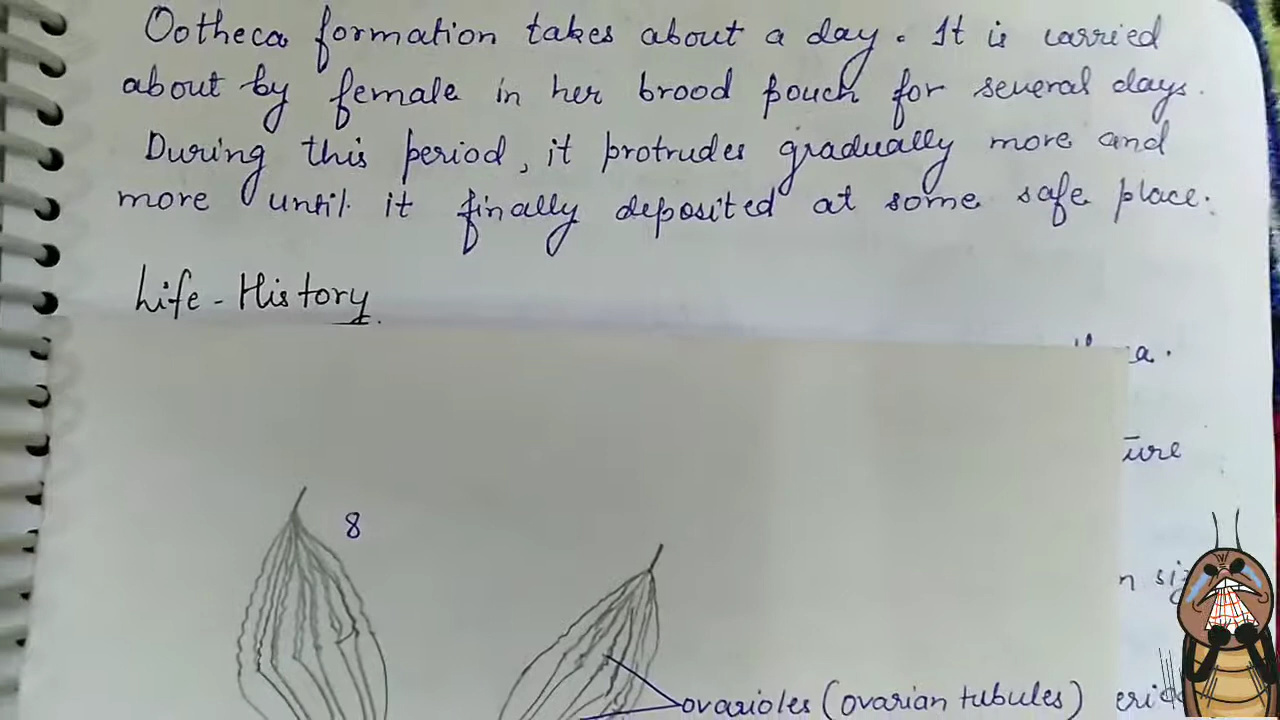 Ootheca formation takes about a day. It is carried
about by female in her brood pouch for several days.
During this period, it protrudes gradually more and
more until it finally deposited at some safe place.
Life - History
8
ovarioles (ovarian tubules)